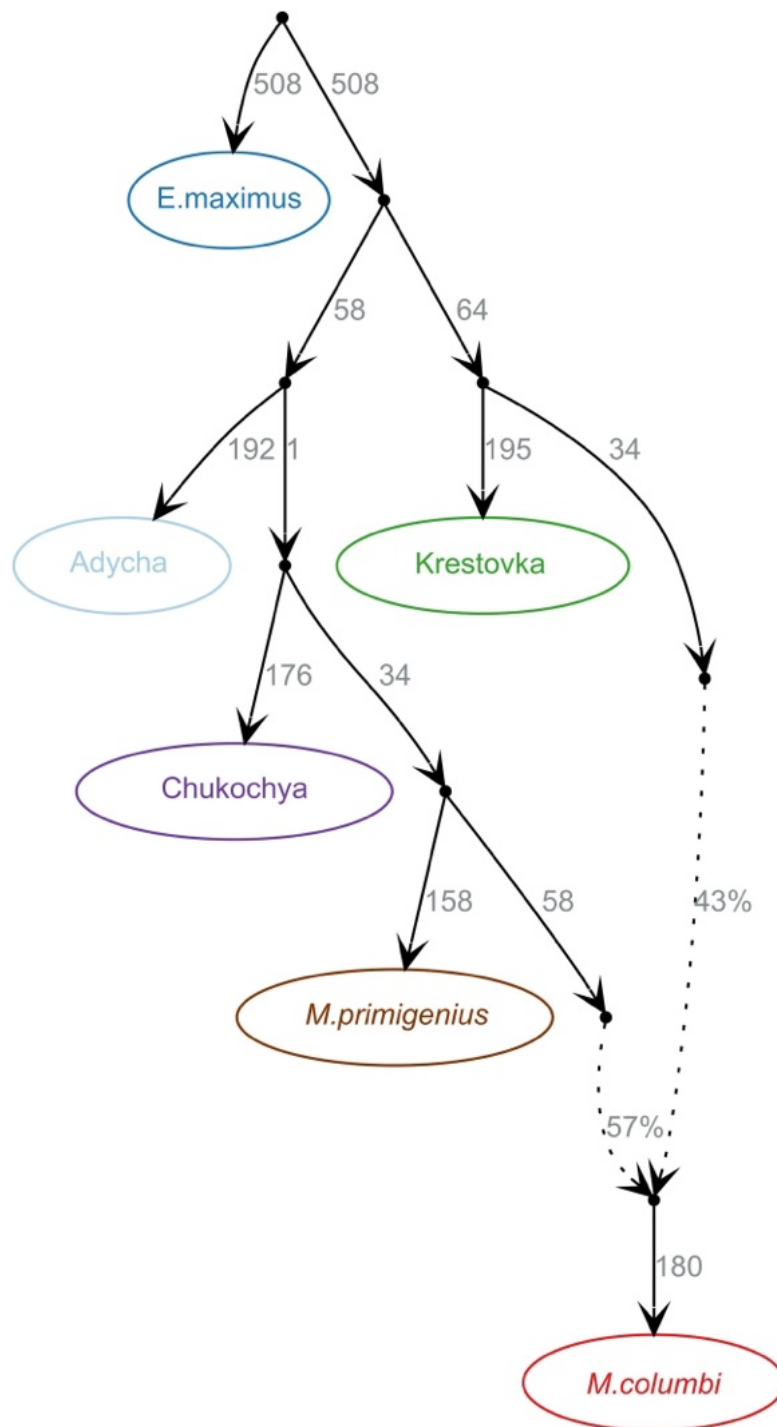 508 508
E.maximus
58 64
192 1 195 34
Adycha Krestovka
176 34
Chukochya
43%
158 58
M.primigenius
57%
180
M.columbi